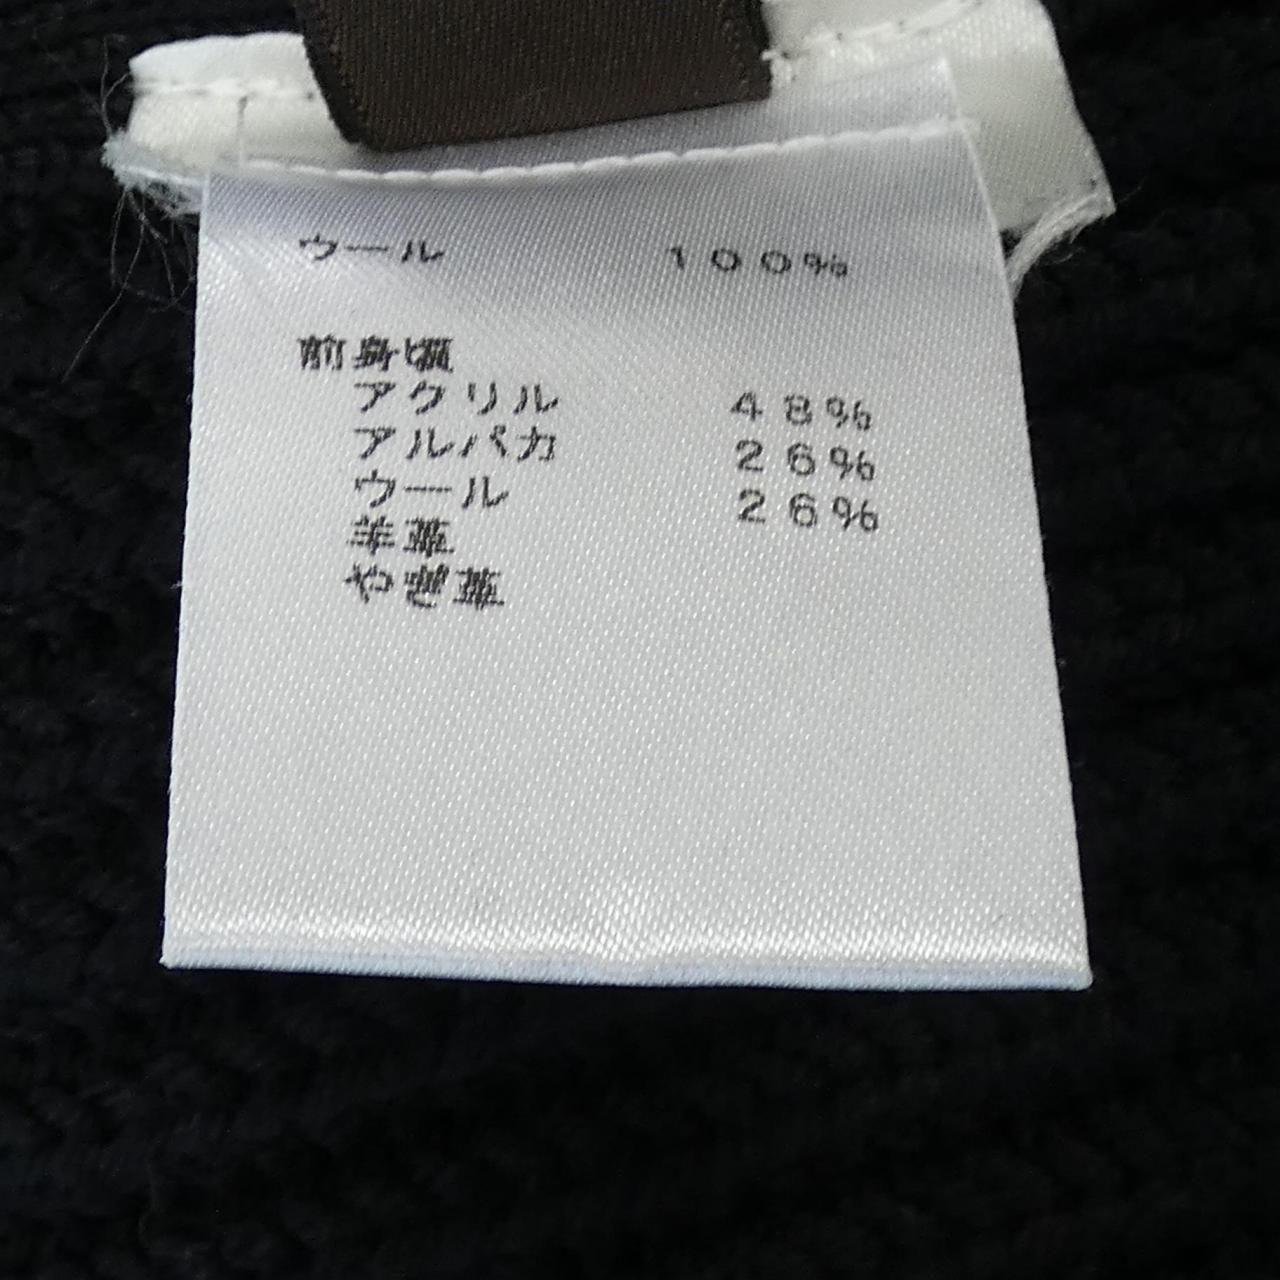 ウール 100%
前身頃
アクリル 48%
アルパカ 26%
ウール 26%
羊革
やぎ革